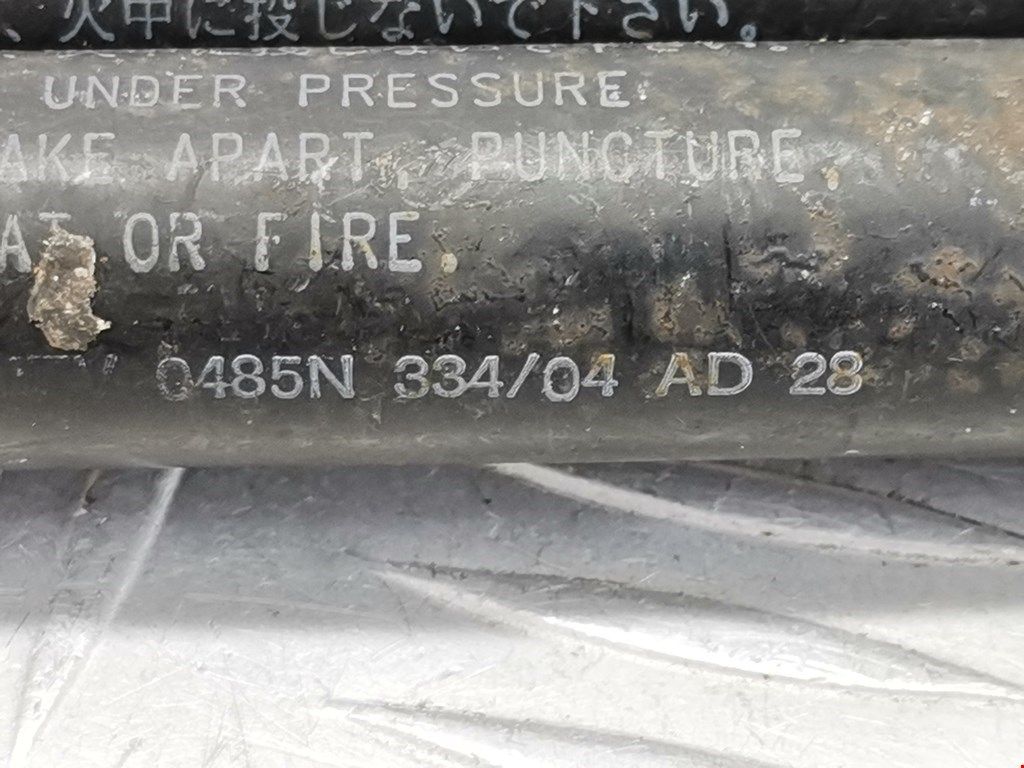 、火中に投じないで下さい。
UNDER PRESSURE
AKE APART, PUNCTURE.
AT OR FIRE.
0485N 334/04 AD 28